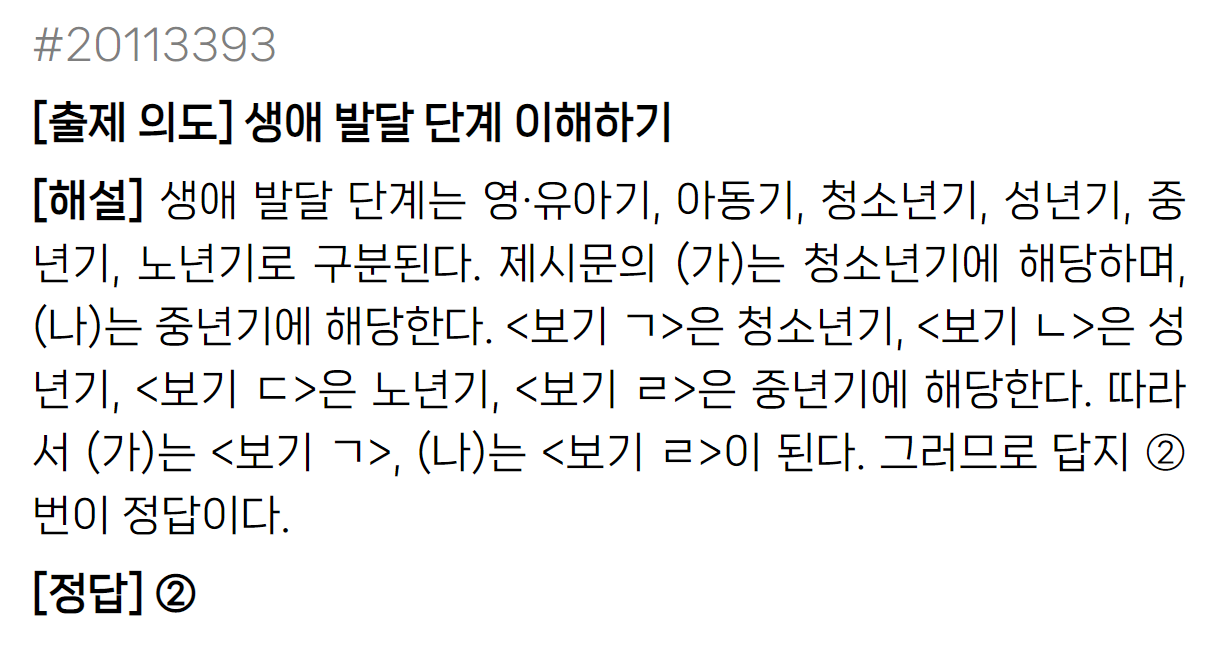 #20113393
[출제 의도] 생애 발달 단계 이해하기
[해설] 생애 발달 단계는 영·유아기, 아동기, 청소년기, 성년기, 중
년기, 노년기로 구분된다. 제시문의 (가)는 청소년기에 해당하며,
(나)는 중년기에 해당한다. <보기 ㄱ>은 청소년기, <보기 ㄴ>은 성
년기, <보기 ㄷ>은 노년기, <보기 ㄹ>은 중년기에 해당한다. 따라
서 (가)는 <보기 ㄱ>, (나)는 <보기 ㄹ>이 된다. 그러므로 답지 ②
번이 정답이다.
[정답] ②